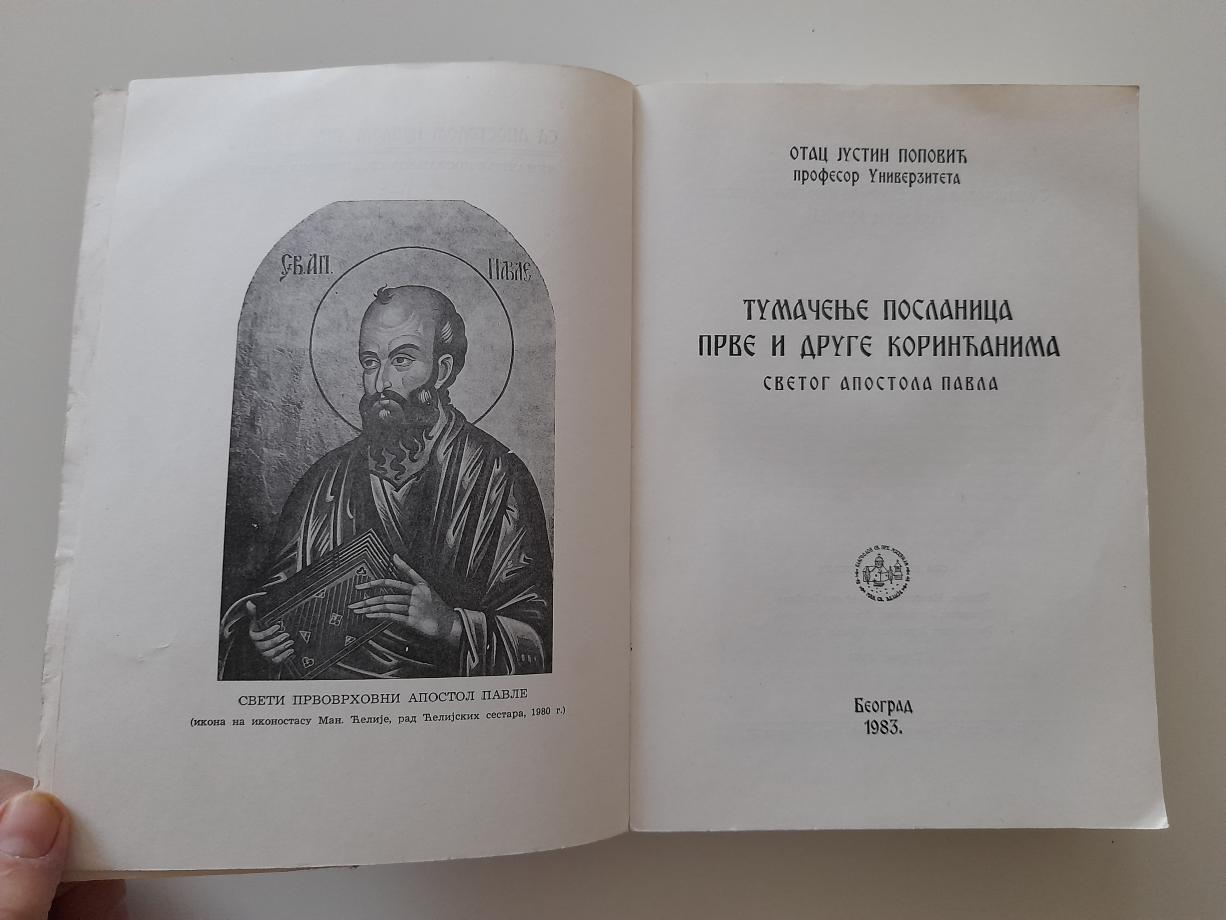 СВ. АП. ПАВЛЕ
СВЕТИ ПРВОВРХОВНИ АПОСТОЛ ПАВЛЕ
(икона на иконостасу Ман. Ћелије, рад Ћелијских сестара, 1980 г.)
ОТАЦ ЈУСТИН ПОПОВИЋ
професор Универзитета
ТУМАЧЕЊЕ ПОСЛАНИЦА
ПРВЕ И ДРУГЕ КОРИНЋАНИМА
СВЕТОГ АПОСТОЛА ПАВЛА
Београд
1983.